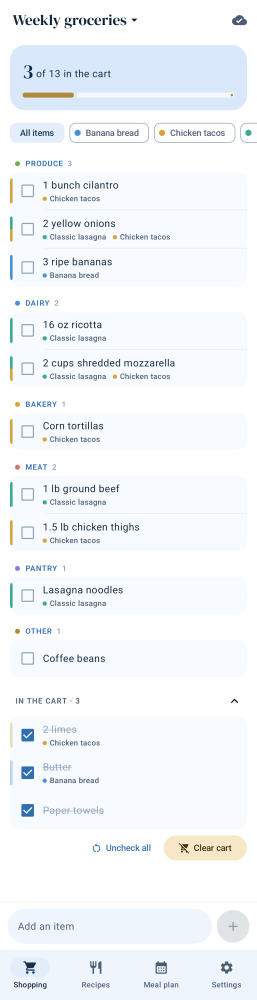 Weekly groceries
3 of 13 in the cart
All items
Banana bread
Chicken tacos
PRODUCE 3
1 bunch cilantro
Chicken tacos
2 yellow onions
Classic lasagna Chicken tacos
3 ripe bananas
Banana bread
DAIRY 2
16 oz ricotta
Classic lasagna
2 cups shredded mozzarella
Classic lasagna Chicken tacos
BAKERY 1
Corn tortillas
Chicken tacos
MEAT 2
1 lb ground beef
Classic lasagna
1.5 lb chicken thighs
Chicken tacos
PANTRY 1
Lasagna noodles
Classic lasagna
OTHER 1
Coffee beans
IN THE CART · 3
2 limes
Chicken tacos
Butter
Banana bread
Paper towels
Uncheck all
Clear cart
Add an item
Shopping
Recipes
Meal plan
Settings